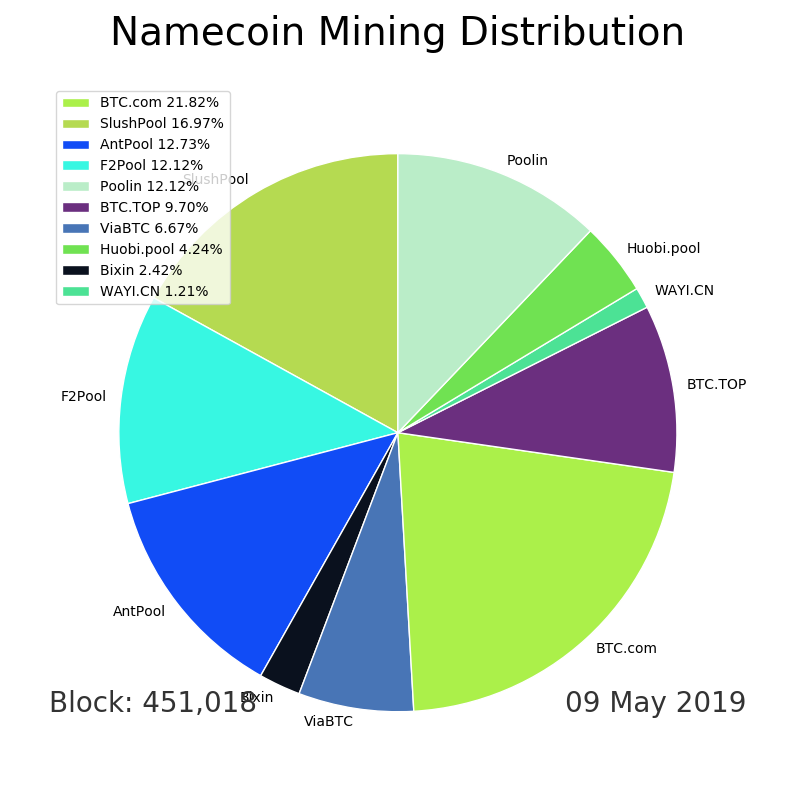 Namecoin Mining Distribution
BTC.com 21.82%
SlushPool 16.97%
AntPool 12.73%
F2Pool 12.12%
Poolin 12.12%
BTC.TOP 9.70%
ViaBTC 6.67%
Huobi.pool 4.24%
Bixin 2.42%
WAYI.CN 1.21%
SlushPool
Poolin
Huobi.pool
WAYI.CN
BTC.TOP
F2Pool
AntPool
BTC.com
Bixin
ViaBTC
Block: 451,018
09 May 2019